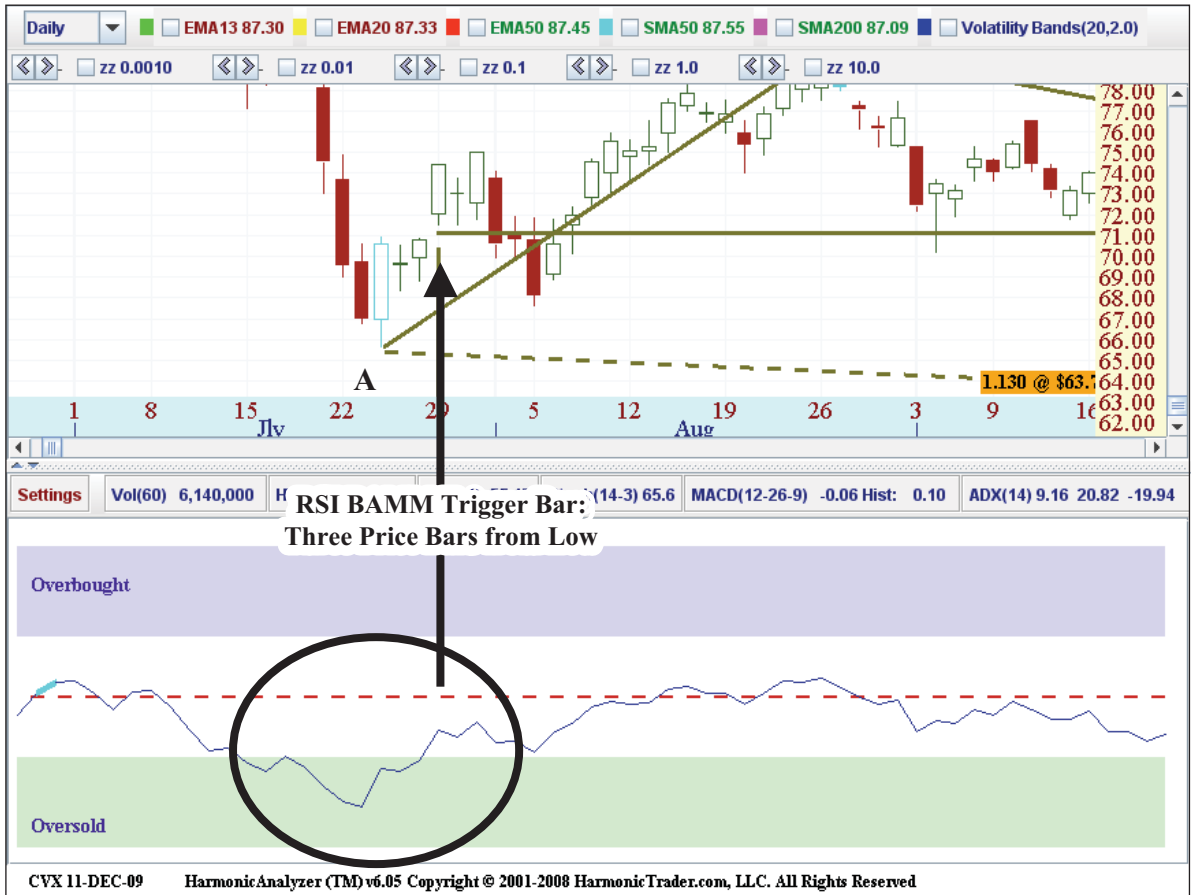 Daily EMA13 87.30 EMA20 87.33 EMA50 87.45 SMA50 87.55 SMA200 87.09 Volatility Bands(20,2.0)
zz 0.0010 zz 0.01 zz 0.1 zz 1.0 zz 10.0
78.00
77.00
76.00
75.00
74.00
73.00
72.00
71.00
70.00
69.00
68.00
67.00
66.00
65.00
64.00
63.00
62.00
A
1.130 @ $63.
1 8 15 22 29 5 12 19 26 3 9 16
Jly Aug
Settings Vol(60) 6,140,000 (14-3) 65.6 MACD(12-26-9) -0.06 Hist: 0.10 ADX(14) 9.16 20.82 -19.94
RSI BAMM Trigger Bar:
Three Price Bars from Low
Overbought
Oversold
CVX 11-DEC-09 HarmonicAnalyzer (TM) v6.05 Copyright © 2001-2008 HarmonicTrader.com, LLC. All Rights Reserved